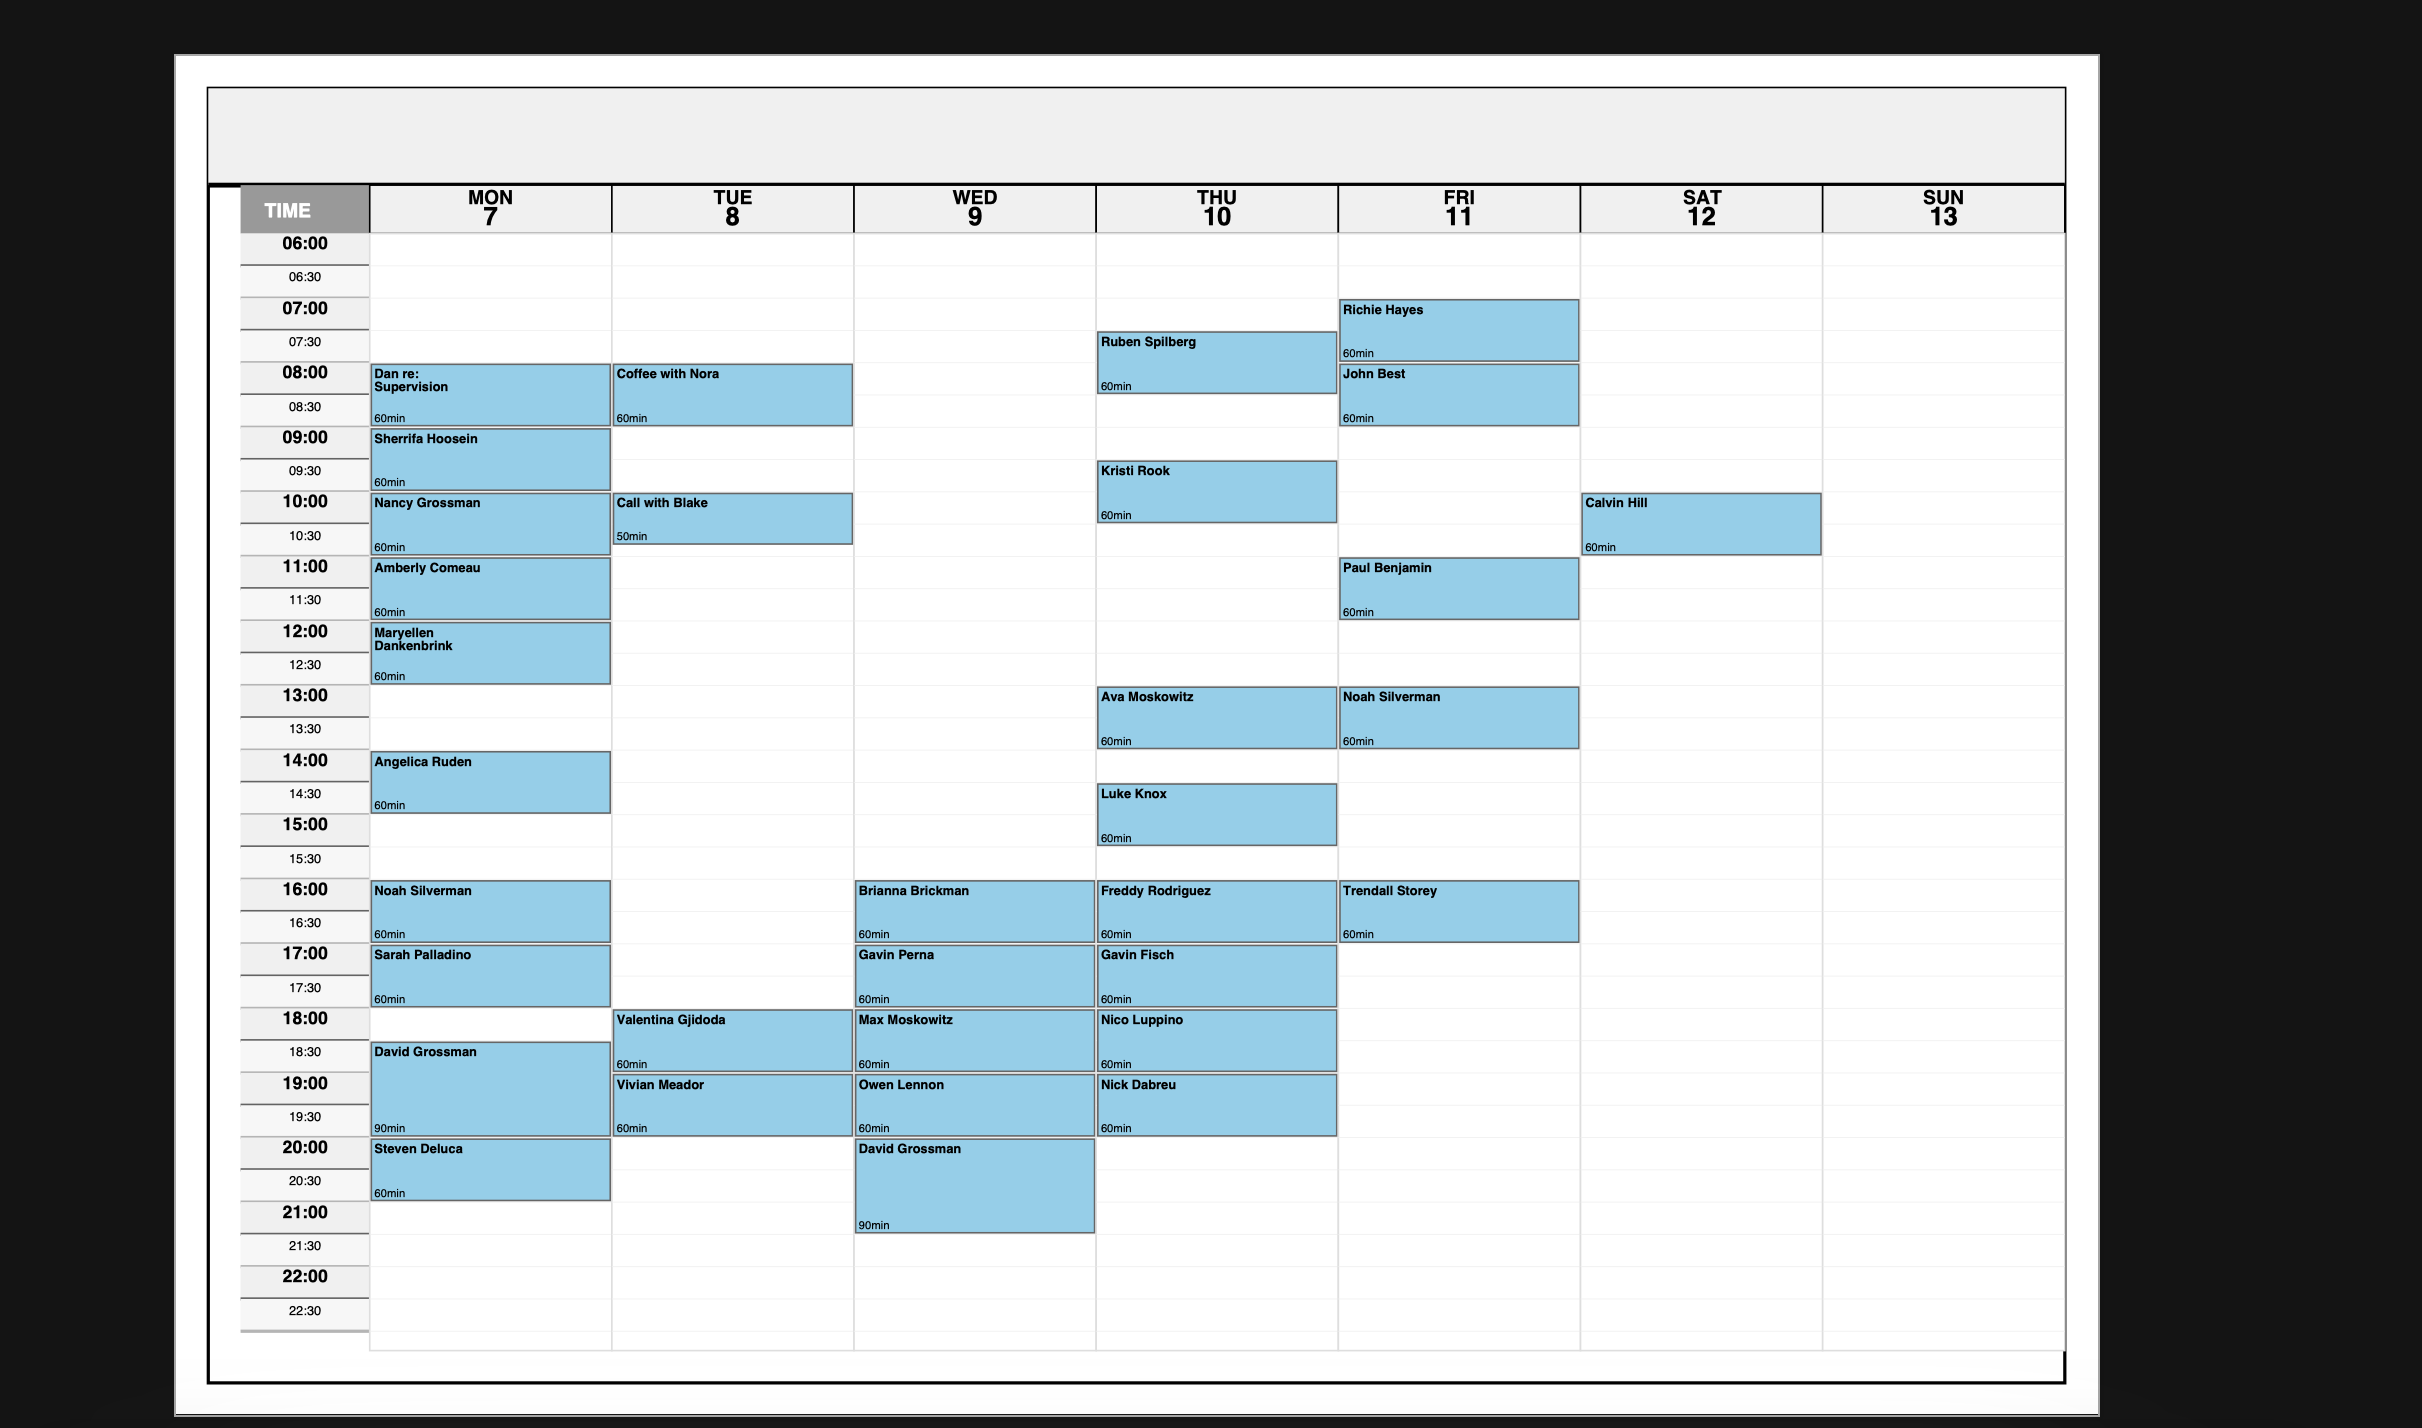 TIME
MON
7
TUE
8
WED
9
THU
10
FRI
11
SAT
12
SUN
13
06:00
06:30
07:00
Richie Hayes
60min
07:30
Ruben Spilberg
60min
08:00
Dan re:
Supervision
60min
Coffee with Nora
60min
John Best
60min
08:30
09:00
Sherrifa Hoosein
60min
09:30
Kristi Rook
60min
10:00
Nancy Grossman
60min
Call with Blake
50min
Calvin Hill
60min
10:30
11:00
Amberly Comeau
60min
Paul Benjamin
60min
11:30
12:00
Maryellen
Dankenbrink
60min
12:30
13:00
Ava Moskowitz
60min
Noah Silverman
60min
13:30
14:00
Angelica Ruden
60min
14:30
Luke Knox
60min
15:00
15:30
16:00
Noah Silverman
60min
Brianna Brickman
60min
Freddy Rodriguez
60min
Trendall Storey
60min
16:30
17:00
Sarah Palladino
60min
Gavin Perna
60min
Gavin Fisch
60min
17:30
18:00
Valentina Gjidoda
60min
Max Moskowitz
60min
Nico Luppino
60min
18:30
David Grossman
90min
19:00
Vivian Meador
60min
Owen Lennon
60min
Nick Dabreu
60min
19:30
20:00
Steven Deluca
60min
David Grossman
90min
20:30
21:00
21:30
22:00
22:30